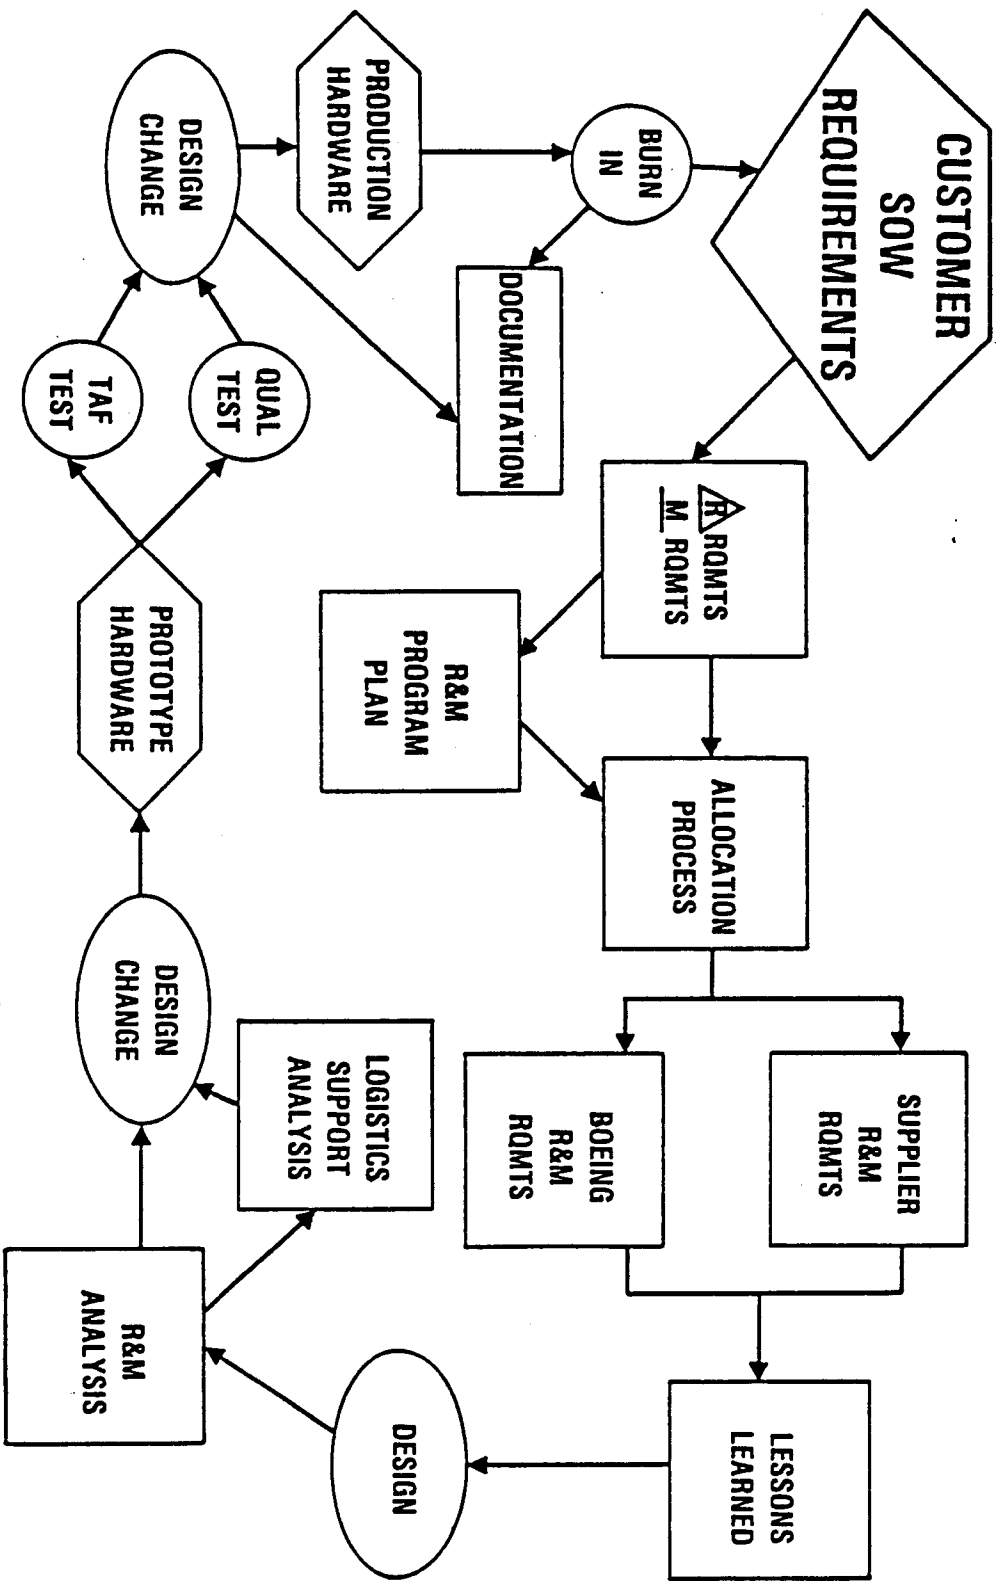 CUSTOMER
SOW
REQUIREMENTS
R RQMTS
M RQMTS
R&M
PROGRAM
PLAN
ALLOCATION
PROCESS
SUPPLIER
R&M
RQMTS
BOEING
R&M
RQMTS
LESSONS
LEARNED
DESIGN
R&M
ANALYSIS
LOGISTICS
SUPPORT
ANALYSIS
DESIGN
CHANGE
PROTOTYPE
HARDWARE
QUAL
TEST
TAF
TEST
DESIGN
CHANGE
PRODUCTION
HARDWARE
BURN
IN
DOCUMENTATION